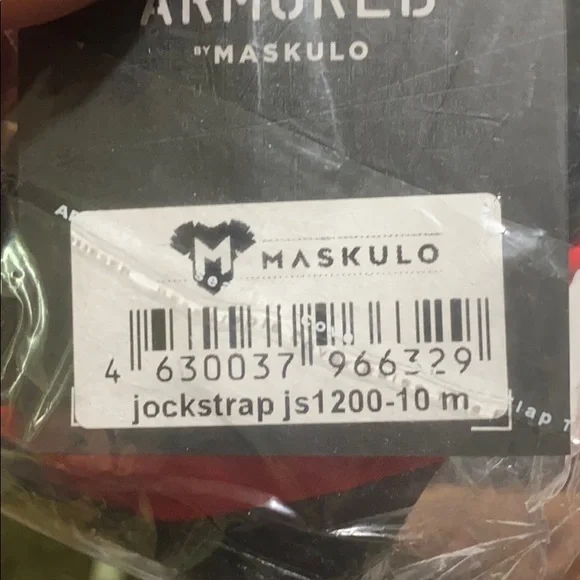 ARMORED
BY MASKULO
M MASKULO
4 630037 966329
jockstrap js1200-10 m